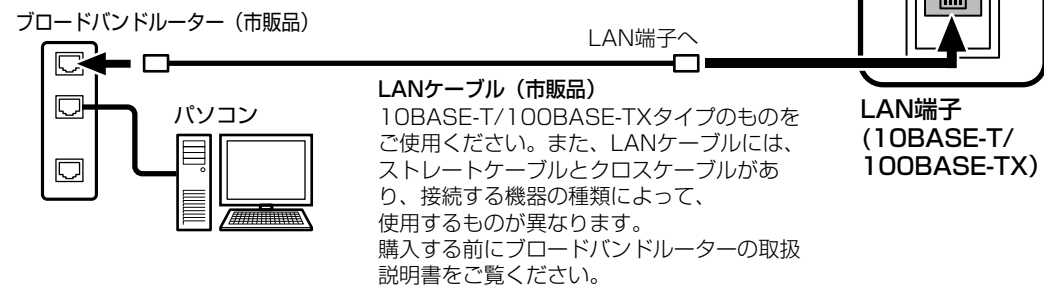 ブロードバンドルーター（市販品）
LAN端子へ
パソコン
LANケーブル（市販品）
10BASE-T/100BASE-TXタイプのものを
ご使用ください。また、LANケーブルには、
ストレートケーブルとクロスケーブルがあ
り、接続する機器の種類によって、
使用するものが異なります。
購入する前にブロードバンドルーターの取扱
説明書をご覧ください。
LAN端子
(10BASE-T/
100BASE-TX)